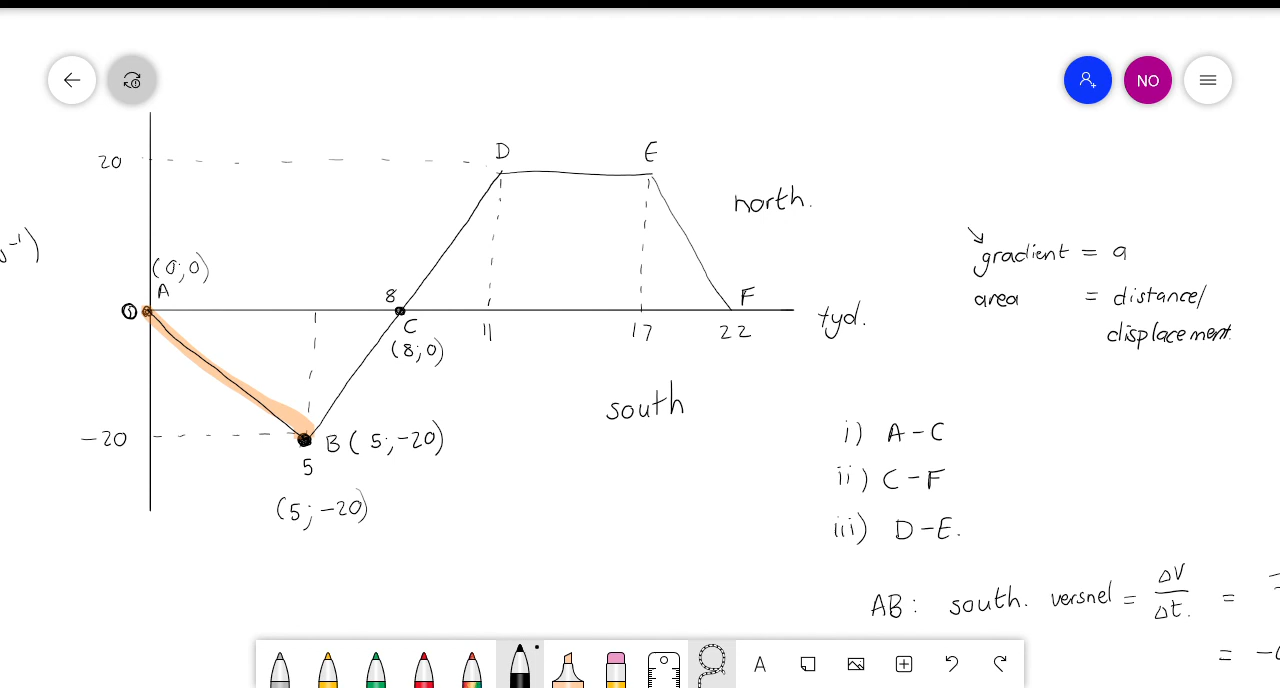 NO
20
D
E
north.
s⁻¹)
gradient = a
(0;0)
A
8
F
area = distance/
displacement.
0
C
11
17
22
tyd.
(8;0)
south
-20
B (5;-20)
i) A-C
5
ii) C-F
(5;-20)
iii) D-E.
AB: south. versnel = ΔV/Δt. =
= -
A